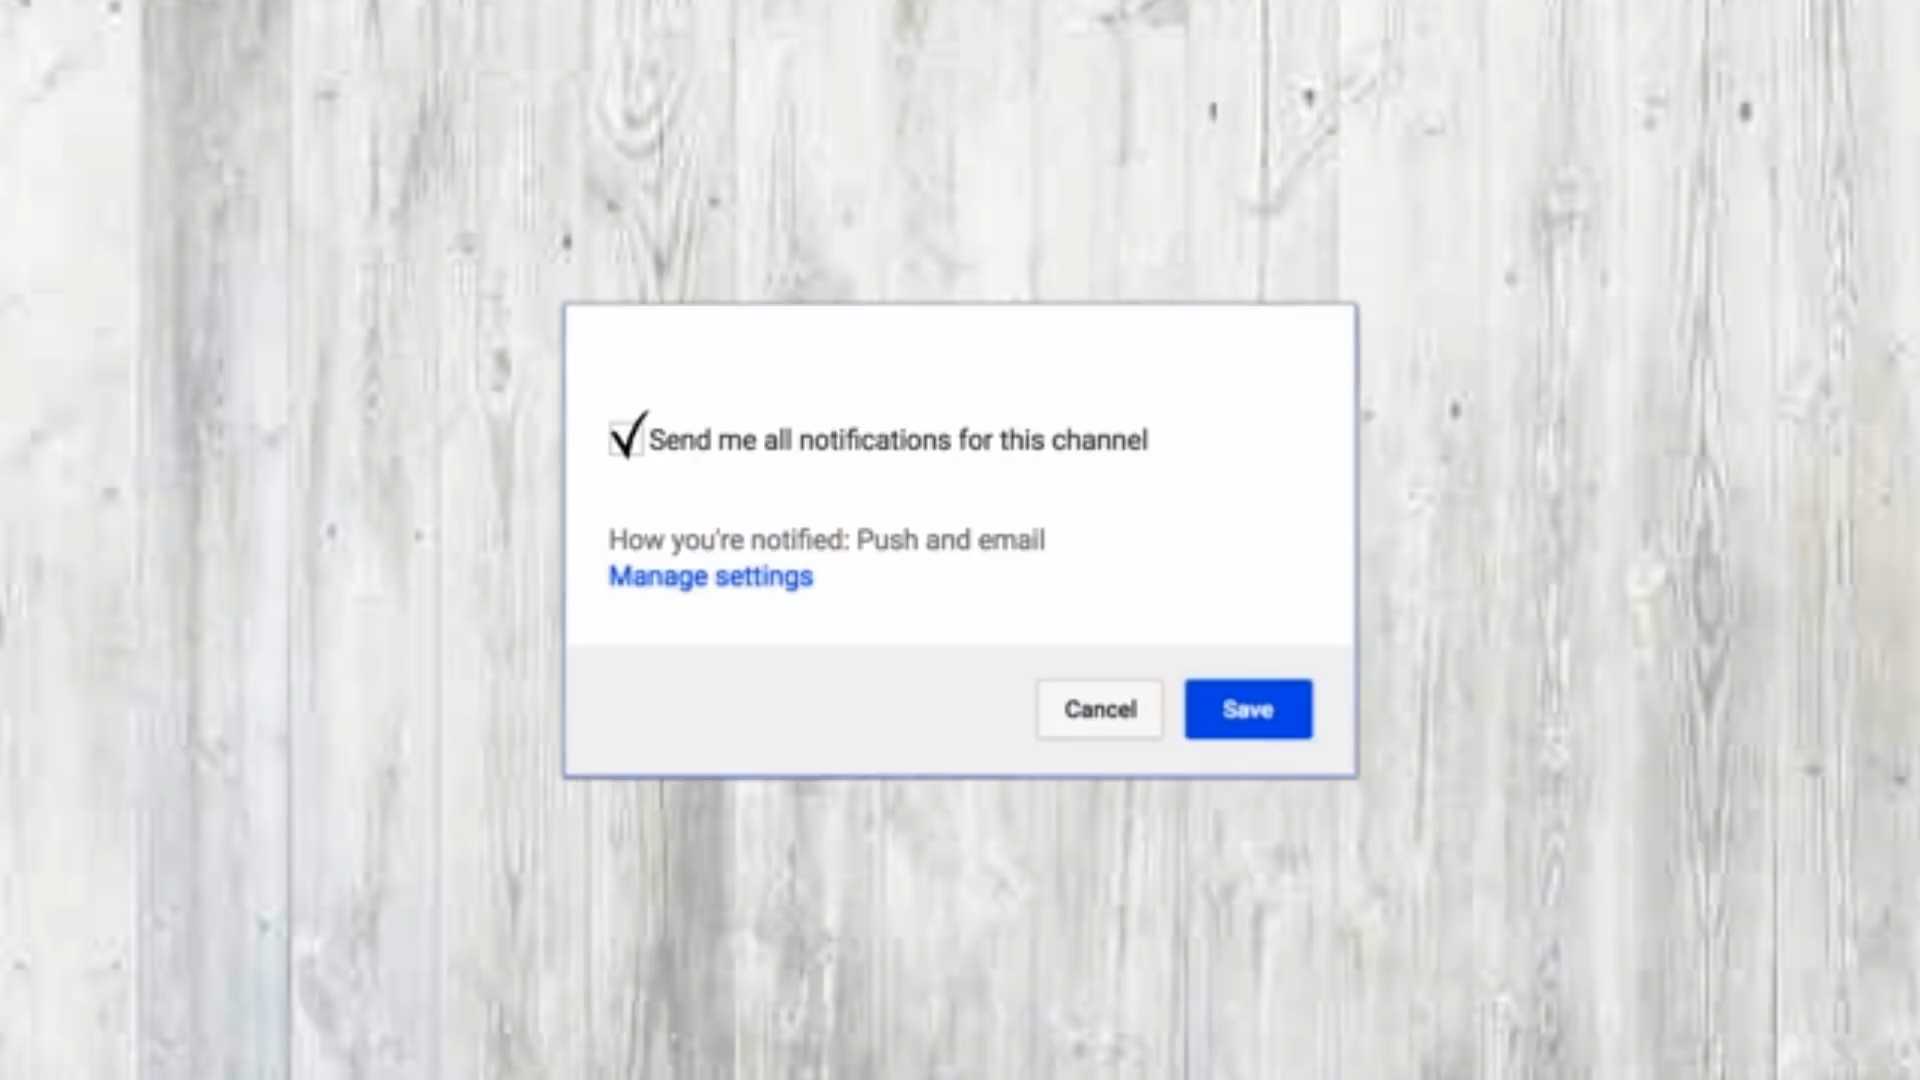 Send me all notifications for this channel
How you're notified: Push and email
Manage settings
Cancel
Save